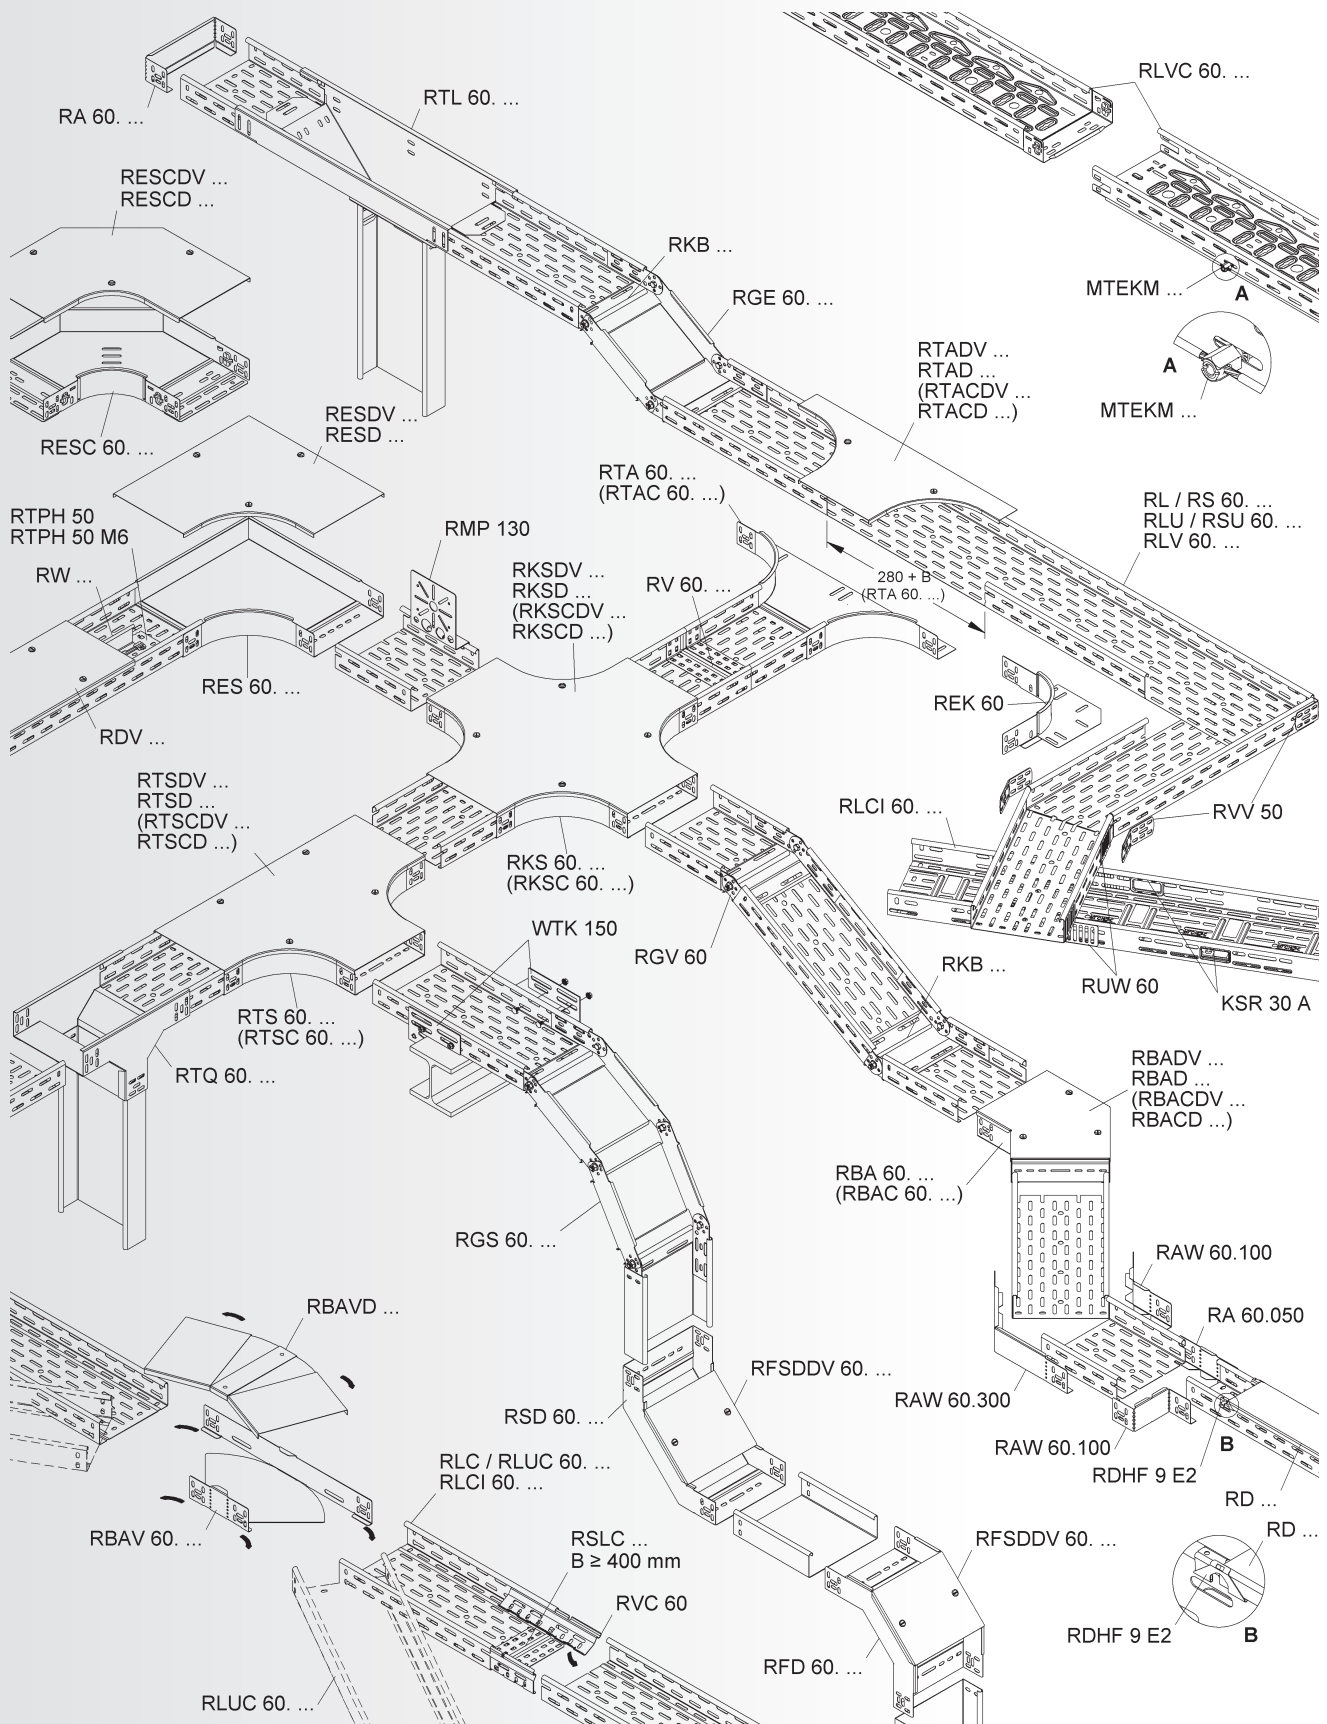 RLVC 60. ...
RTL 60. ...
RA 60. ...
RESCDV ...
RESCD ...
RKB ...
MTEKM ...
A
RGE 60. ...
RTADV ...
RTAD ...
(RTACDV ...
RTACD ...)
A
MTEKM ...
RESDV ...
RESD ...
RESC 60. ...
RTA 60. ...
(RTAC 60. ...)
RL / RS 60. ...
RLU / RSU 60. ...
RLV 60. ...
RTPH 50
RTPH 50 M6
RW ...
RMP 130
RKSDV ...
RKSD ...
(RKSCDV ...
RKSCD ...)
RV 60. ...
280 + B
(RTA 60. ...)
RES 60. ...
REK 60
RDV ...
RTSDV ...
RTSD ...
(RTSCDV ...
RTSCD ...)
RLCI 60. ...
RVV 50
RKS 60. ...
(RKSC 60. ...)
WTK 150
RGV 60
RKB ...
RUW 60
KSR 30 A
RTS 60. ...
(RTSC 60. ...)
RTQ 60. ...
RBADV ...
RBAD ...
(RBACDV ...
RBACD ...)
RBA 60. ...
(RBAC 60. ...)
RGS 60. ...
RAW 60.100
RBAVD ...
RA 60.050
RFSDDV 60. ...
RAW 60.300
RSD 60. ...
RAW 60.100
B
RLC / RLUC 60. ...
RLCI 60. ...
RDHF 9 E2
RD ...
RBAV 60. ...
RSLC ...
B ≥ 400 mm
RFSDDV 60. ...
RD ...
RVC 60
RDHF 9 E2
B
RFD 60. ...
RLUC 60. ...